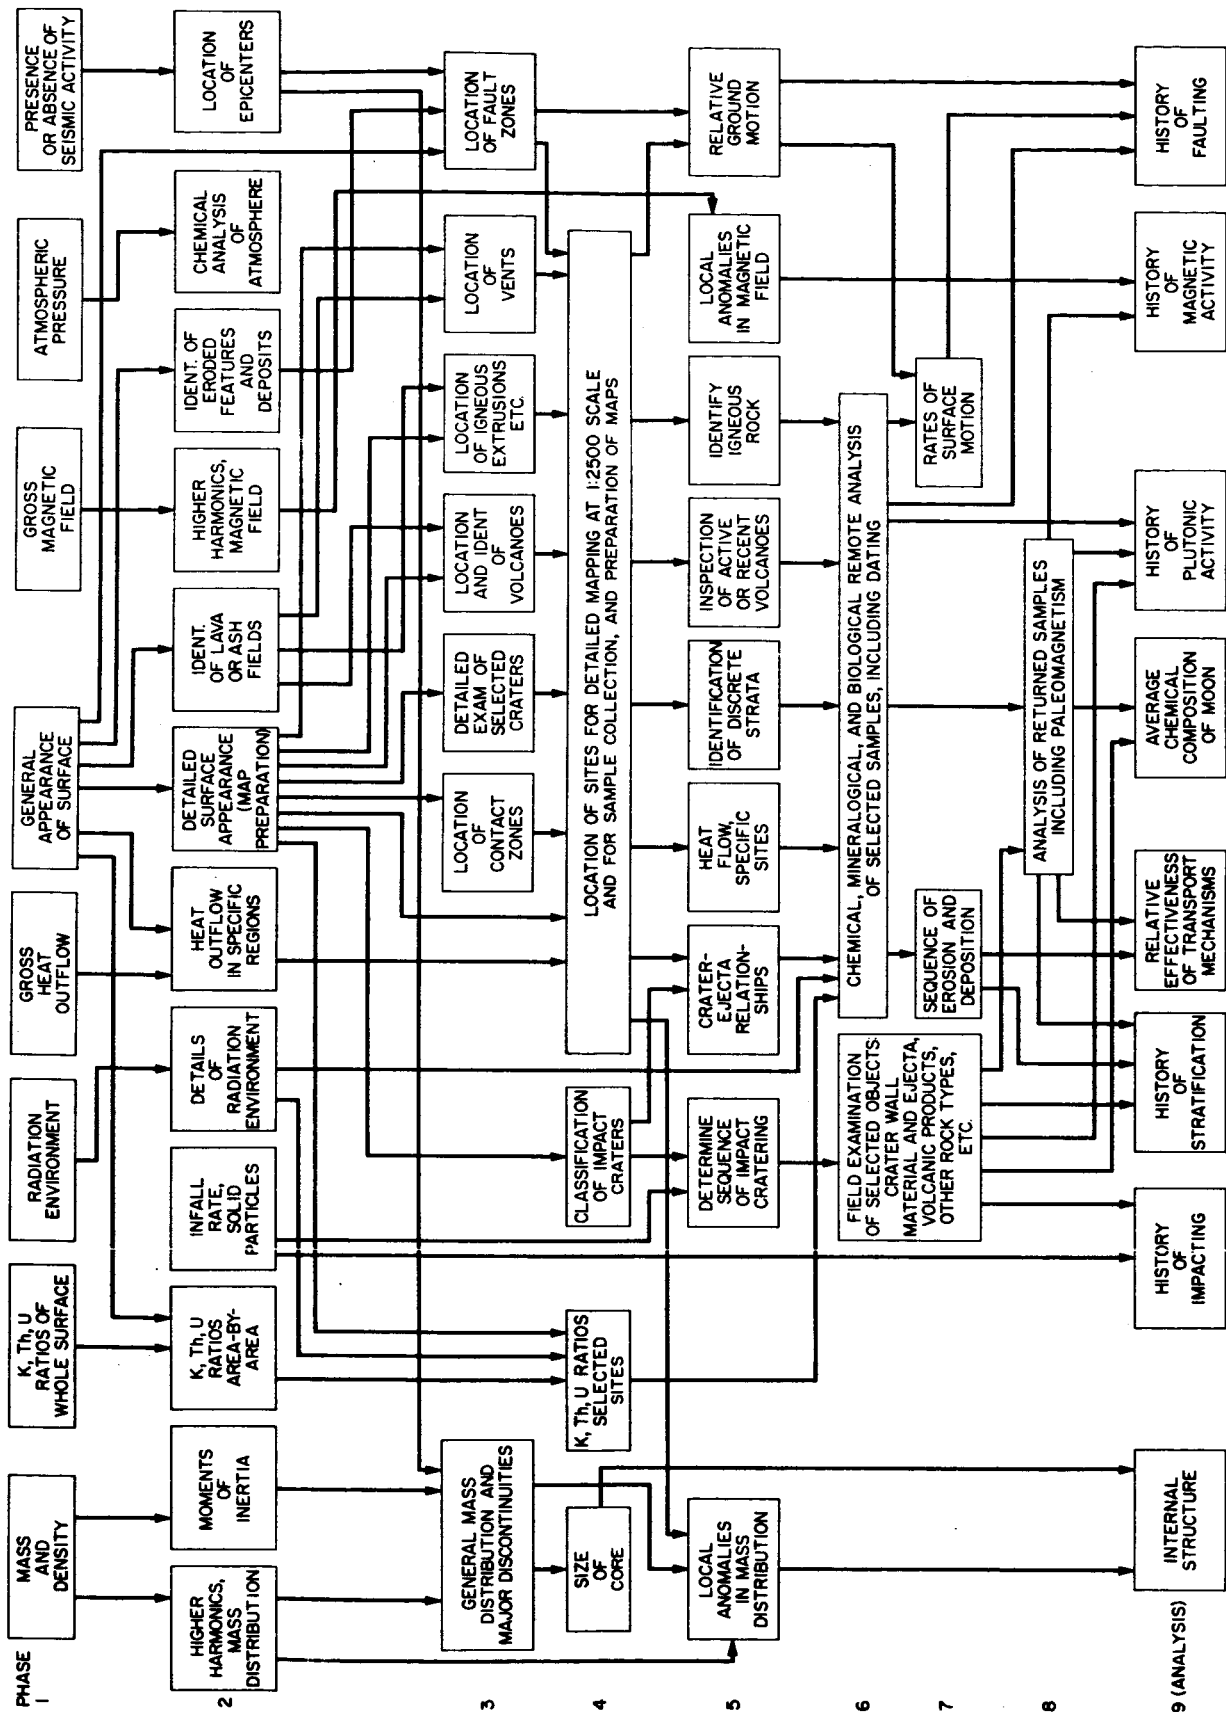 PHASE
1
MASS
AND
DENSITY
K, Th, U
RATIOS OF
WHOLE SURFACE
RADIATION
ENVIRONMENT
GROSS
HEAT
OUTFLOW
GENERAL
APPEARANCE
OF SURFACE
GROSS
MAGNETIC
FIELD
ATMOSPHERIC
PRESSURE
PRESENCE
OR ABSENCE OF
SEISMIC ACTIVITY
2
HIGHER
HARMONICS,
MASS
DISTRIBUTION
MOMENTS
OF
INERTIA
K, Th, U
RATIOS
AREA-BY-
AREA
INFALL
RATE,
SOLID
PARTICLES
DETAILS
OF
RADIATION
ENVIRONMENT
HEAT
OUTFLOW
IN SPECIFIC
REGIONS
DETAILED
SURFACE
APPEARANCE
(MAP
PREPARATION)
IDENT.
OF LAVA
OR ASH
FIELDS
HIGHER
HARMONICS,
MAGNETIC
FIELD
IDENT. OF
ERODED
FEATURES
AND
DEPOSITS
CHEMICAL
ANALYSIS
OF
ATMOSPHERE
LOCATION
OF
EPICENTERS
3
GENERAL MASS
DISTRIBUTION AND
MAJOR DISCONTINUITIES
LOCATION
OF
CONTACT
ZONES
DETAILED
EXAM OF
SELECTED
CRATERS
LOCATION
AND IDENT
OF
VOLCANOES
LOCATION
OF IGNEOUS
EXTRUSIONS
ETC.
LOCATION
OF
VENTS
LOCATION
OF FAULT
ZONES
4
SIZE
OF
CORE
K, Th, U RATIOS
SELECTED
SITES
CLASSIFICATION
OF IMPACT
CRATERS
LOCATION OF SITES FOR DETAILED MAPPING AT 1:2500 SCALE
AND FOR SAMPLE COLLECTION, AND PREPARATION OF MAPS
5
LOCAL
ANOMALIES
IN MASS
DISTRIBUTION
DETERMINE
SEQUENCE
OF IMPACT
CRATERING
CRATER-
EJECTA
RELATION-
SHIPS
HEAT
FLOW,
SPECIFIC
SITES
IDENTIFICATION
OF DISCRETE
STRATA
INSPECTION
OF ACTIVE
OR RECENT
VOLCANOES
IDENTIFY
IGNEOUS
ROCK
LOCAL
ANOMALIES
IN MAGNETIC
FIELD
RELATIVE
GROUND
MOTION
6
FIELD EXAMINATION
OF SELECTED OBJECTS:
CRATER WALL
MATERIAL AND EJECTA,
VOLCANIC PRODUCTS,
OTHER ROCK TYPES,
ETC.
CHEMICAL, MINERALOGICAL, AND BIOLOGICAL REMOTE ANALYSIS
OF SELECTED SAMPLES, INCLUDING DATING
7
SEQUENCE OF
EROSION AND
DEPOSITION
RATES OF
SURFACE
MOTION
8
ANALYSIS OF RETURNED SAMPLES
INCLUDING PALEOMAGNETISM
9 (ANALYSIS)
INTERNAL
STRUCTURE
HISTORY
OF
IMPACTING
HISTORY
OF
STRATIFICATION
RELATIVE
EFFECTIVENESS
OF TRANSPORT
MECHANISMS
AVERAGE
CHEMICAL
COMPOSITION
OF MOON
HISTORY
OF
PLUTONIC
ACTIVITY
HISTORY
OF
MAGNETIC
ACTIVITY
HISTORY
OF
FAULTING